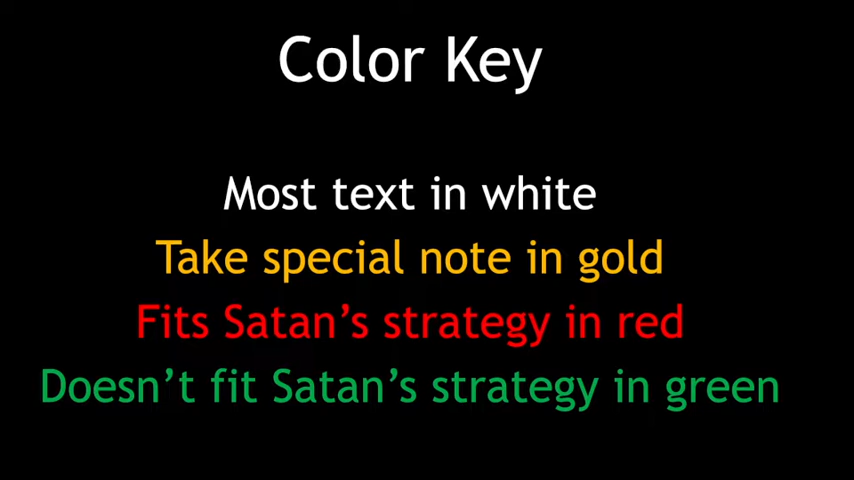 Color Key
Most text in white
Take special note in gold
Fits Satan’s strategy in red
Doesn’t fit Satan’s strategy in green